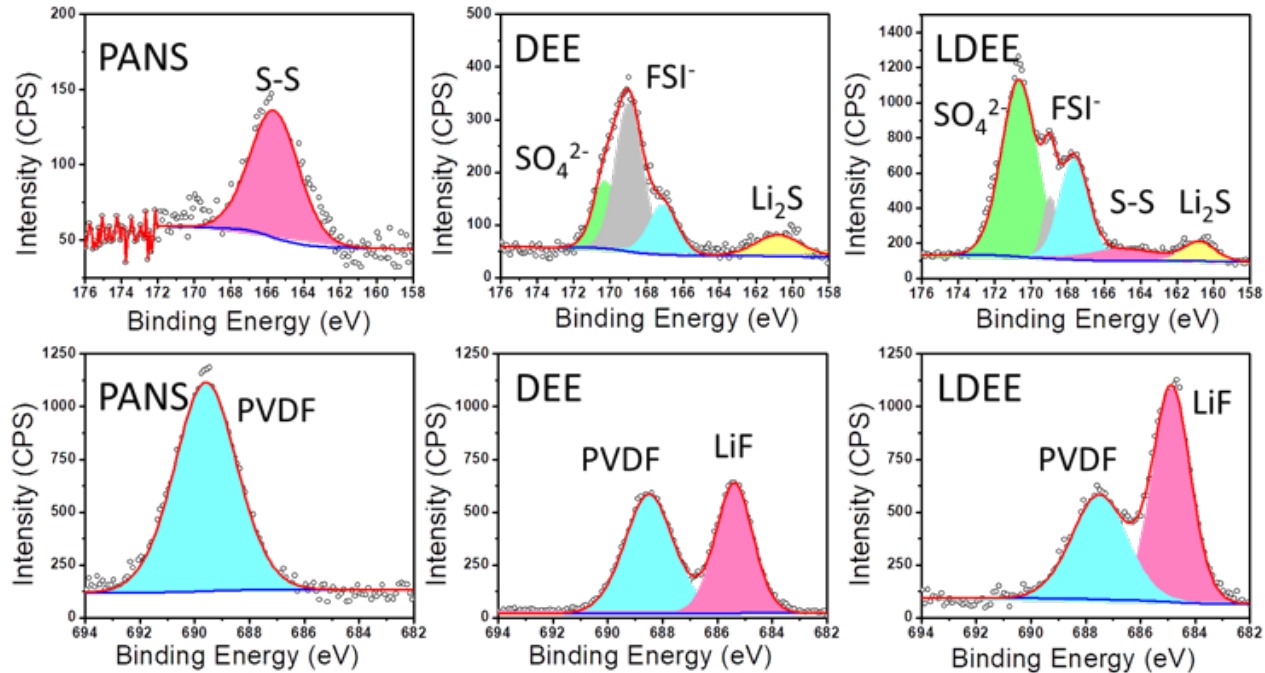 PANS
S-S
200
150
100
50
Intensity (CPS)
176 174 172 170 168 166 164 162 160 158
Binding Energy (eV)
DEE
FSI⁻
SO₄²⁻
Li₂S
500
400
300
200
100
0
Intensity (CPS)
176 174 172 170 168 166 164 162 160 158
Binding Energy (eV)
LDEE
SO₄²⁻
FSI⁻
S-S
Li₂S
1400
1200
1000
800
600
400
200
0
Intensity (CPS)
176 174 172 170 168 166 164 162 160 158
Binding Energy (eV)
PANS
PVDF
1250
1000
750
500
250
0
Intensity (CPS)
694 692 690 688 686 684 682
Binding Energy (eV)
DEE
PVDF
LiF
1250
1000
750
500
250
0
Intensity (CPS)
694 692 690 688 686 684 682
Binding Energy (eV)
LDEE
LiF
PVDF
1250
1000
750
500
250
0
Intensity (CPS)
694 692 690 688 686 684 682
Binding Energy (eV)